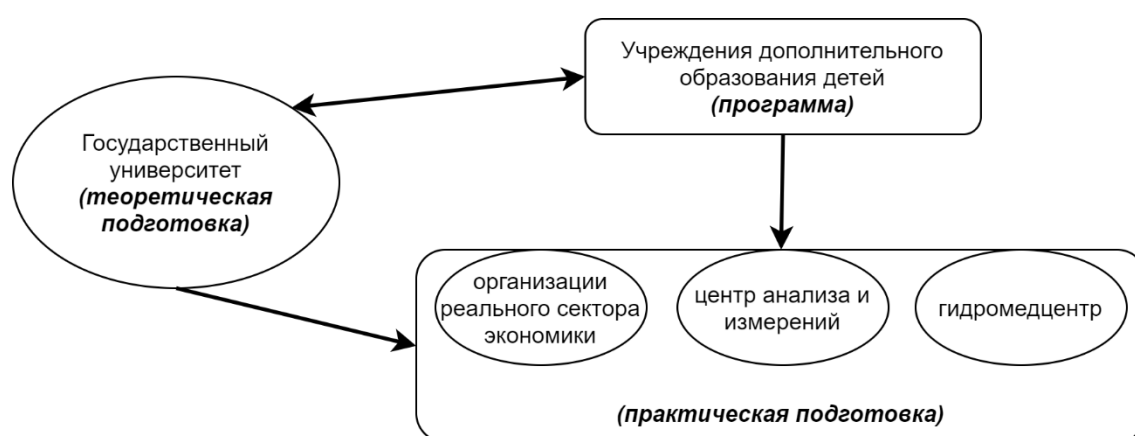 Учреждения дополнительного
образования детей
(программа)
Государственный
университет
(теоретическая
подготовка)
организации
реального сектора
экономики
центр анализа и
измерений
гидромедцентр
(практическая подготовка)